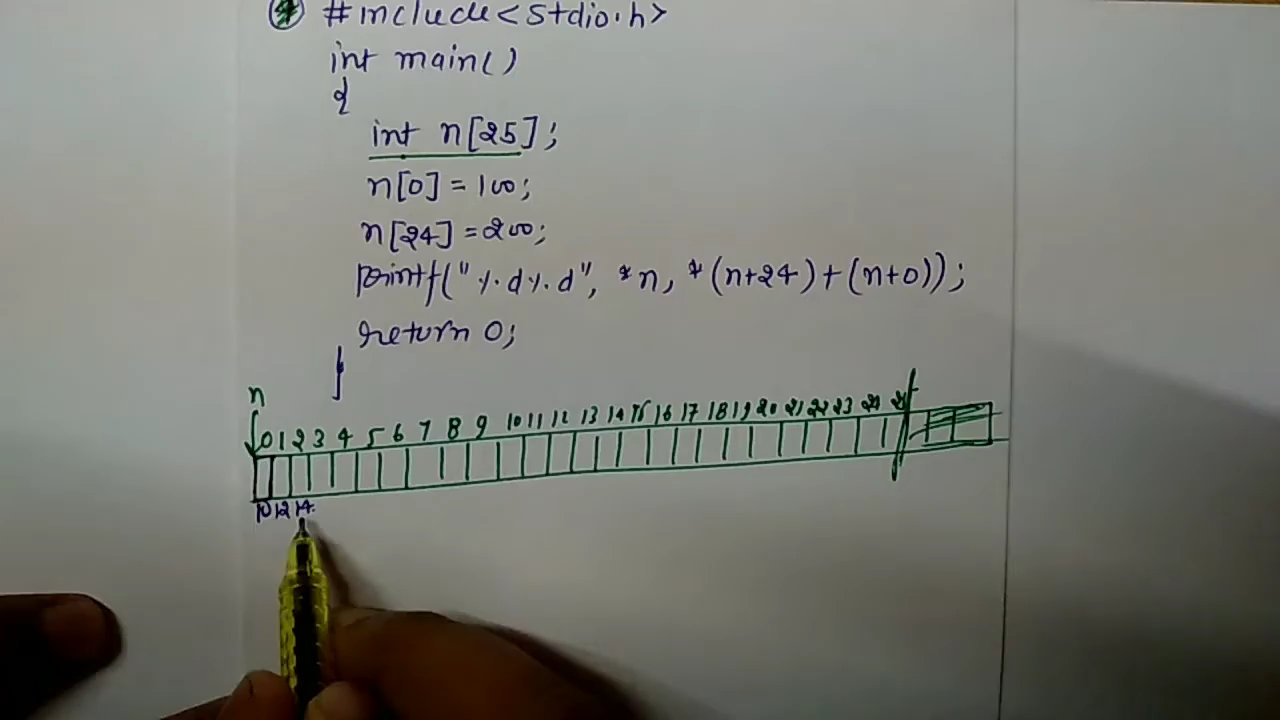 4 #include<stdio.h>
int main()
{
int n[25];
n[0] = 100;
n[24] = 200;
printf("%d%d", *n, *(n+24)+(n+0));
return 0;
}
n
0 1 2 3 4 5 6 7 8 9 10 11 12 13 14 15 16 17 18 19 20 21 22 23 24
10 12 14